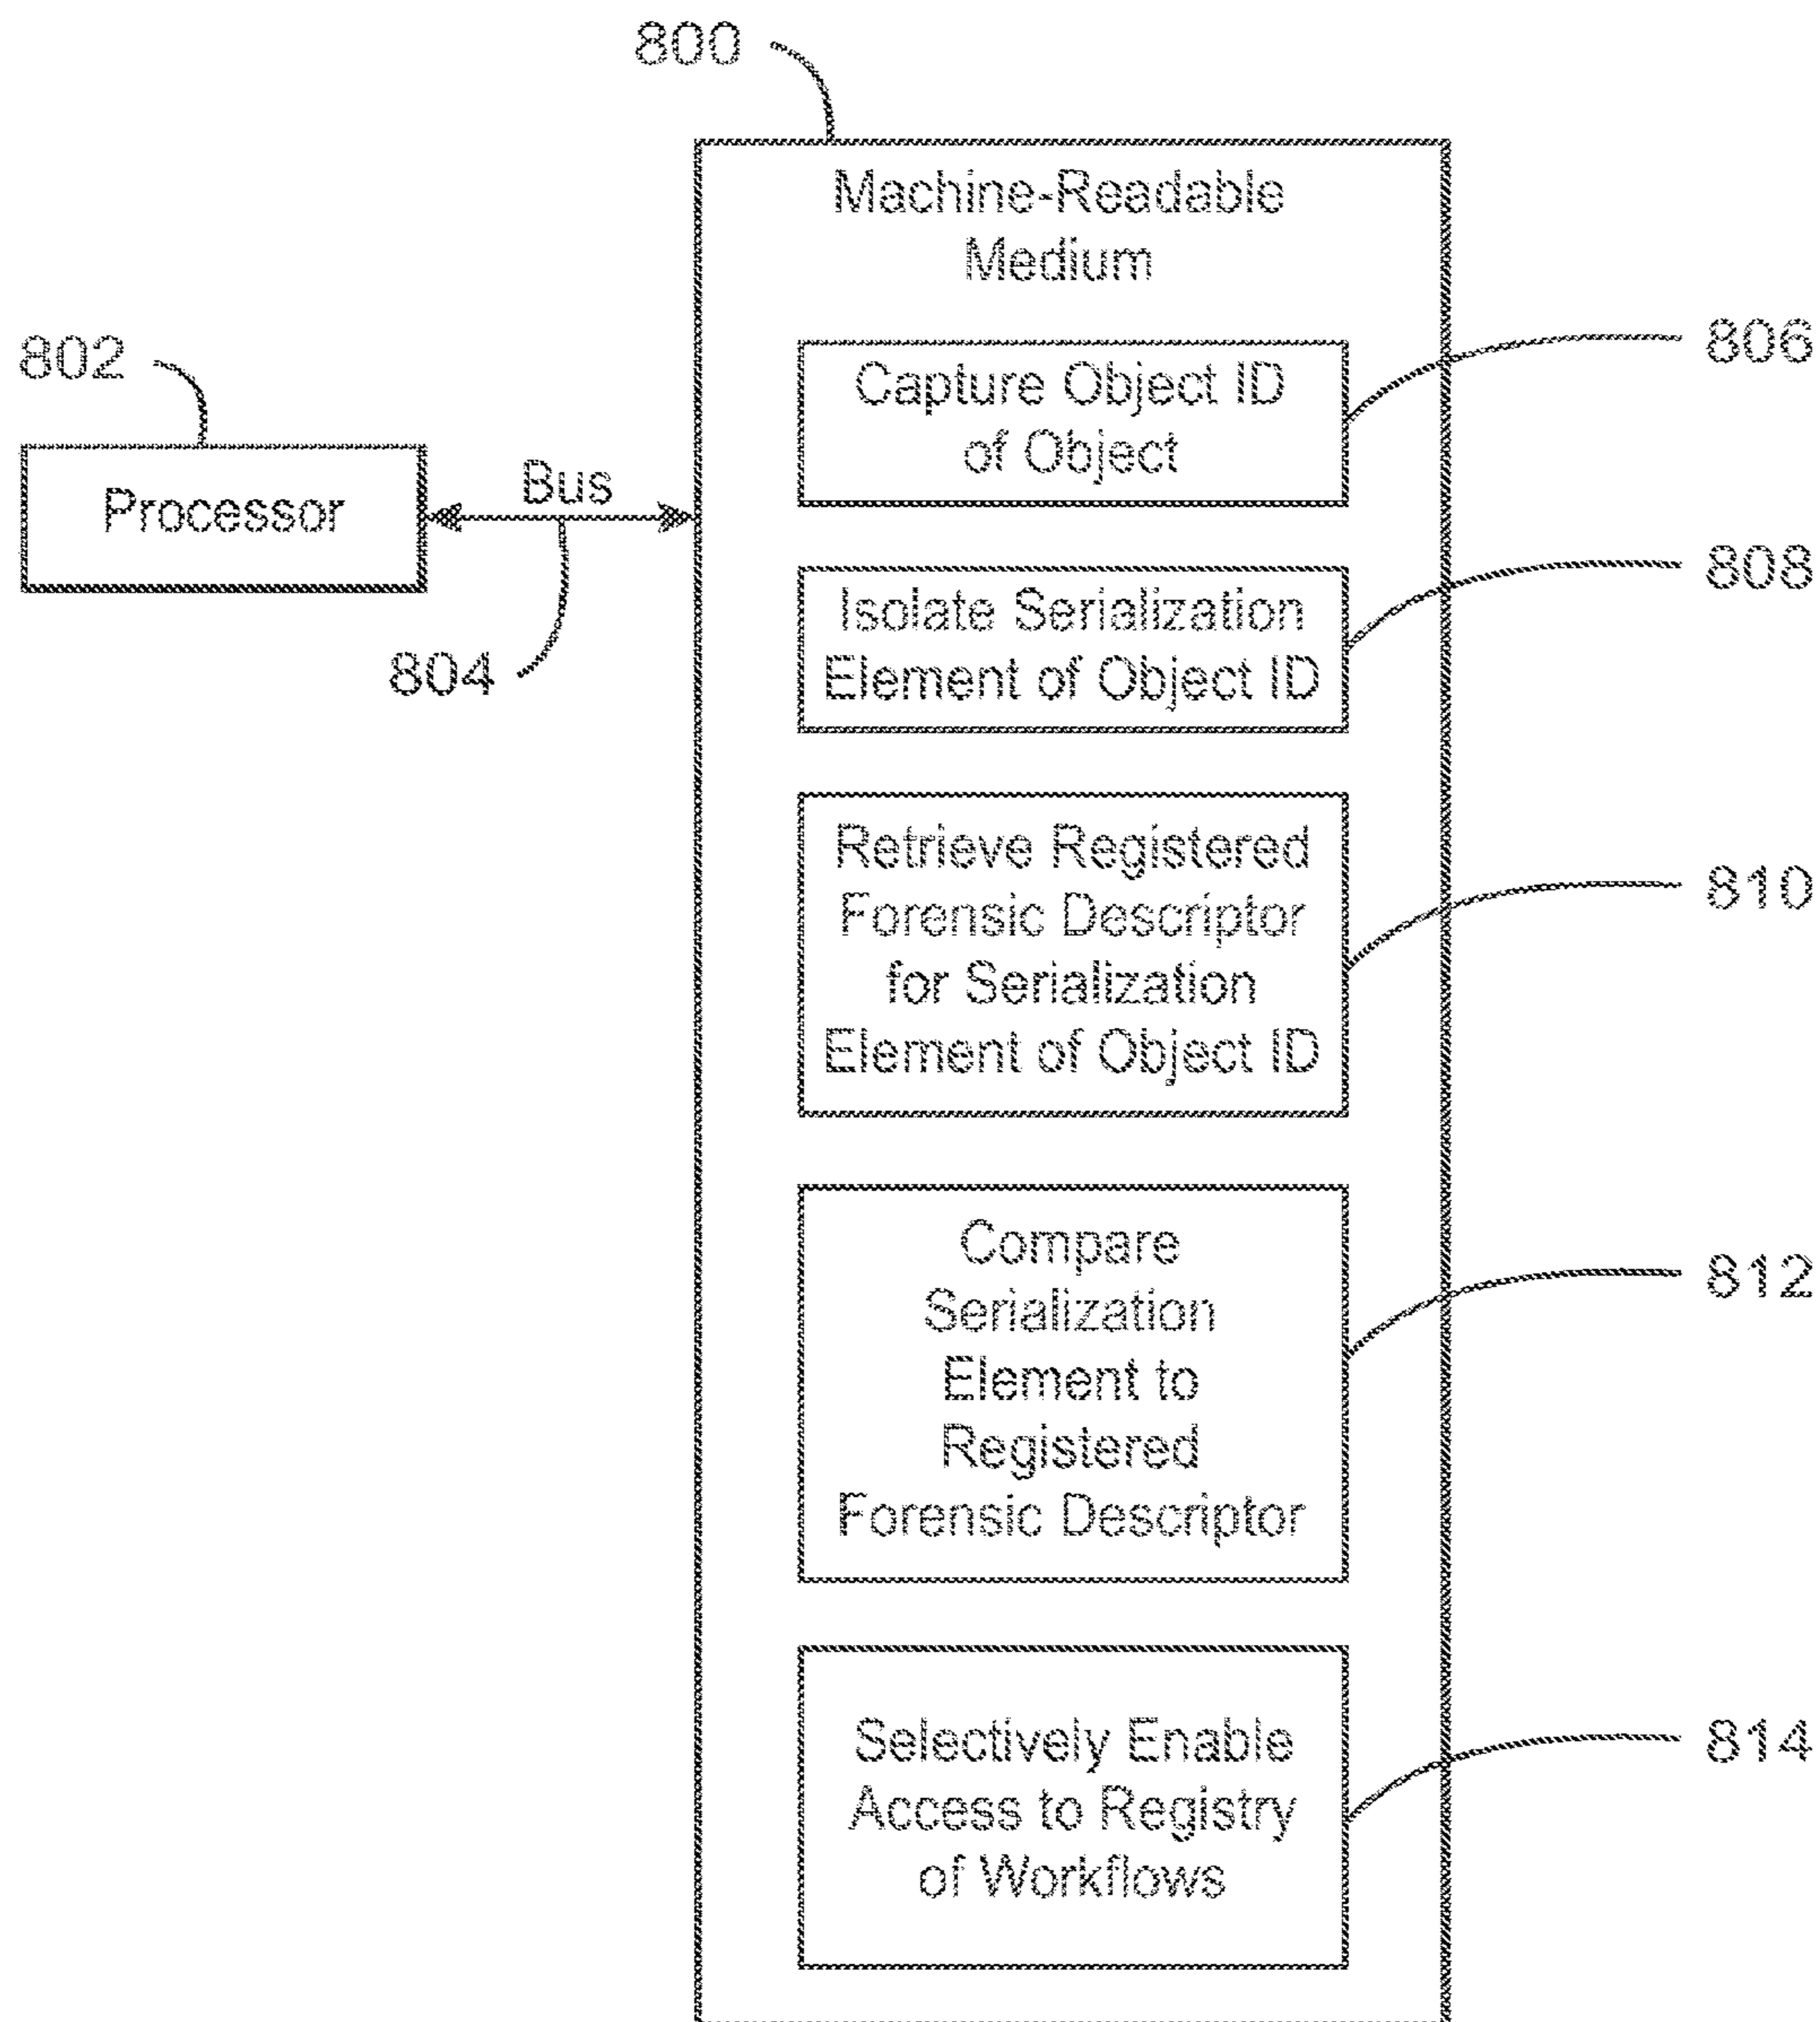 800
Machine-Readable
Medium
802
806
Capture Object ID
of Object
Processor
Bus
804
808
Isolate Serialization
Element of Object ID
810
Retrieve Registered
Forensic Descriptor
for Serialization
Element of Object ID
812
Compare
Serialization
Element to
Registered
Forensic Descriptor
814
Selectively Enable
Access to Registry
of Workflows